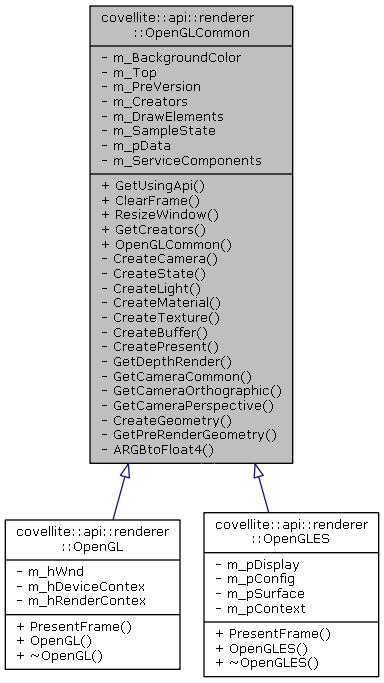 covellite::api::renderer
::OpenGLCommon
- m_BackgroundColor
- m_Top
- m_PreVersion
- m_Creators
- m_DrawElements
- m_SampleState
- m_pData
- m_ServiceComponents
+ GetUsingApi()
+ ClearFrame()
+ ResizeWindow()
+ GetCreators()
+ OpenGLCommon()
- CreateCamera()
- CreateState()
- CreateLight()
- CreateMaterial()
- CreateTexture()
- CreateBuffer()
- CreatePresent()
- GetDepthRender()
- GetCameraCommon()
- GetCameraOrthographic()
- GetCameraPerspective()
- CreateGeometry()
- GetPreRenderGeometry()
- ARGBtoFloat4()
covellite::api::renderer
::OpenGL
- m_hWnd
- m_hDeviceContex
- m_hRenderContex
+ PresentFrame()
+ OpenGL()
+ ~OpenGL()
covellite::api::renderer
::OpenGLES
- m_pDisplay
- m_pConfig
- m_pSurface
- m_pContext
+ PresentFrame()
+ OpenGLES()
+ ~OpenGLES()